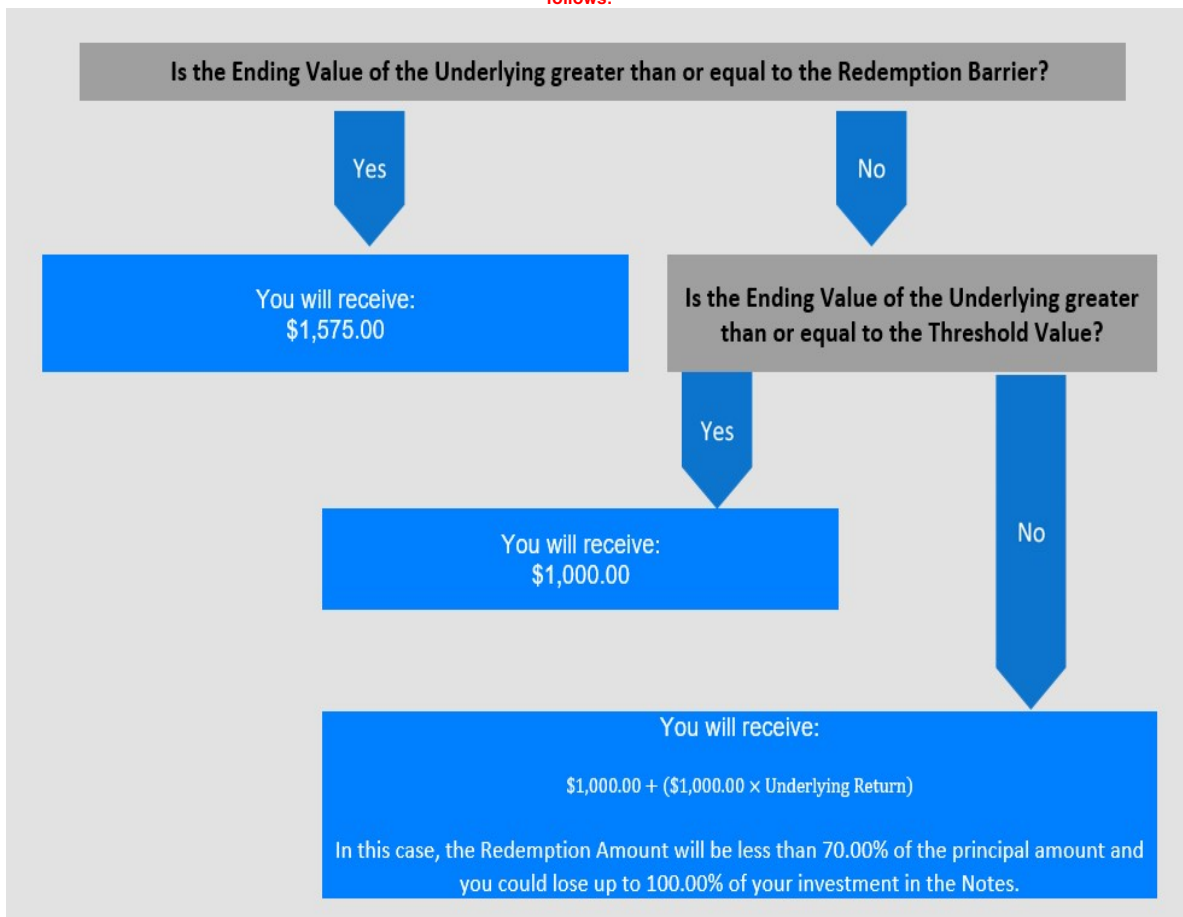 follows:
Is the Ending Value of the Underlying greater than or equal to the Redemption Barrier?
Yes
No
You will receive:
$1,575.00
Is the Ending Value of the Underlying greater
than or equal to the Threshold Value?
Yes
No
You will receive:
$1,000.00
You will receive:
$1,000.00 + ($1,000.00 × Underlying Return)
In this case, the Redemption Amount will be less than 70.00% of the principal amount and
you could lose up to 100.00% of your investment in the Notes.